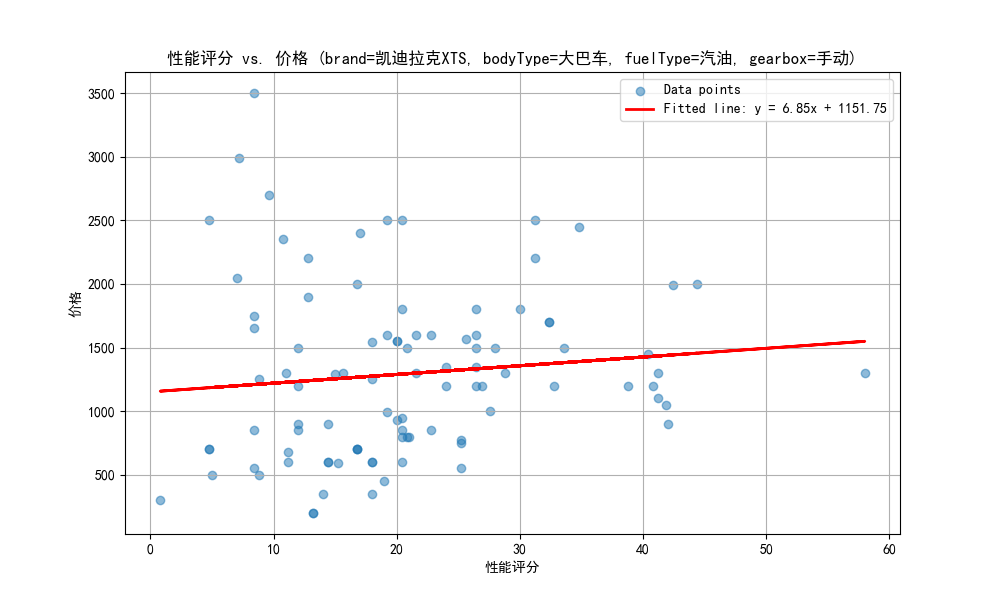 性能评分 vs. 价格 (brand=凯迪拉克XTS, bodyType=大巴车, fuelType=汽油, gearbox=手动)
Data points
Fitted line: y = 6.85x + 1151.75
价格
3500
3000
2500
2000
1500
1000
500
0 10 20 30 40 50 60
性能评分